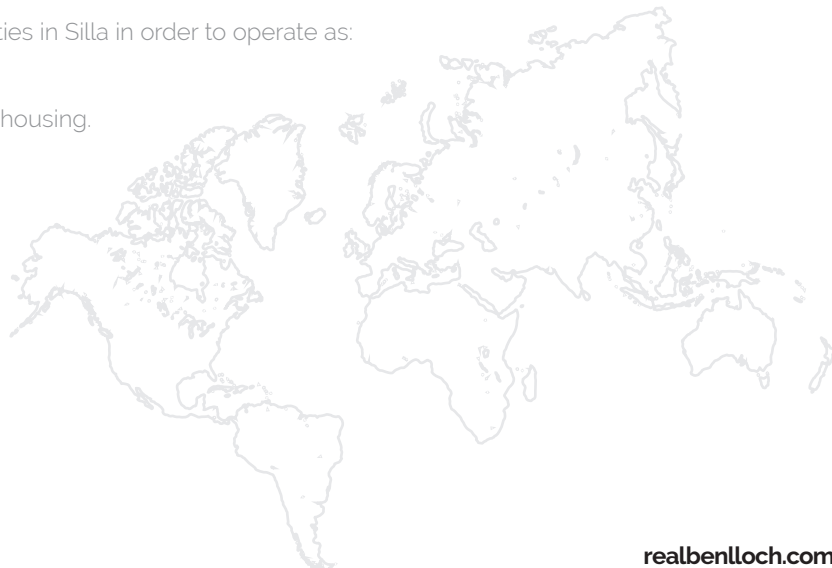 ties in Silla in order to operate as:
housing.
realbenlloch.com